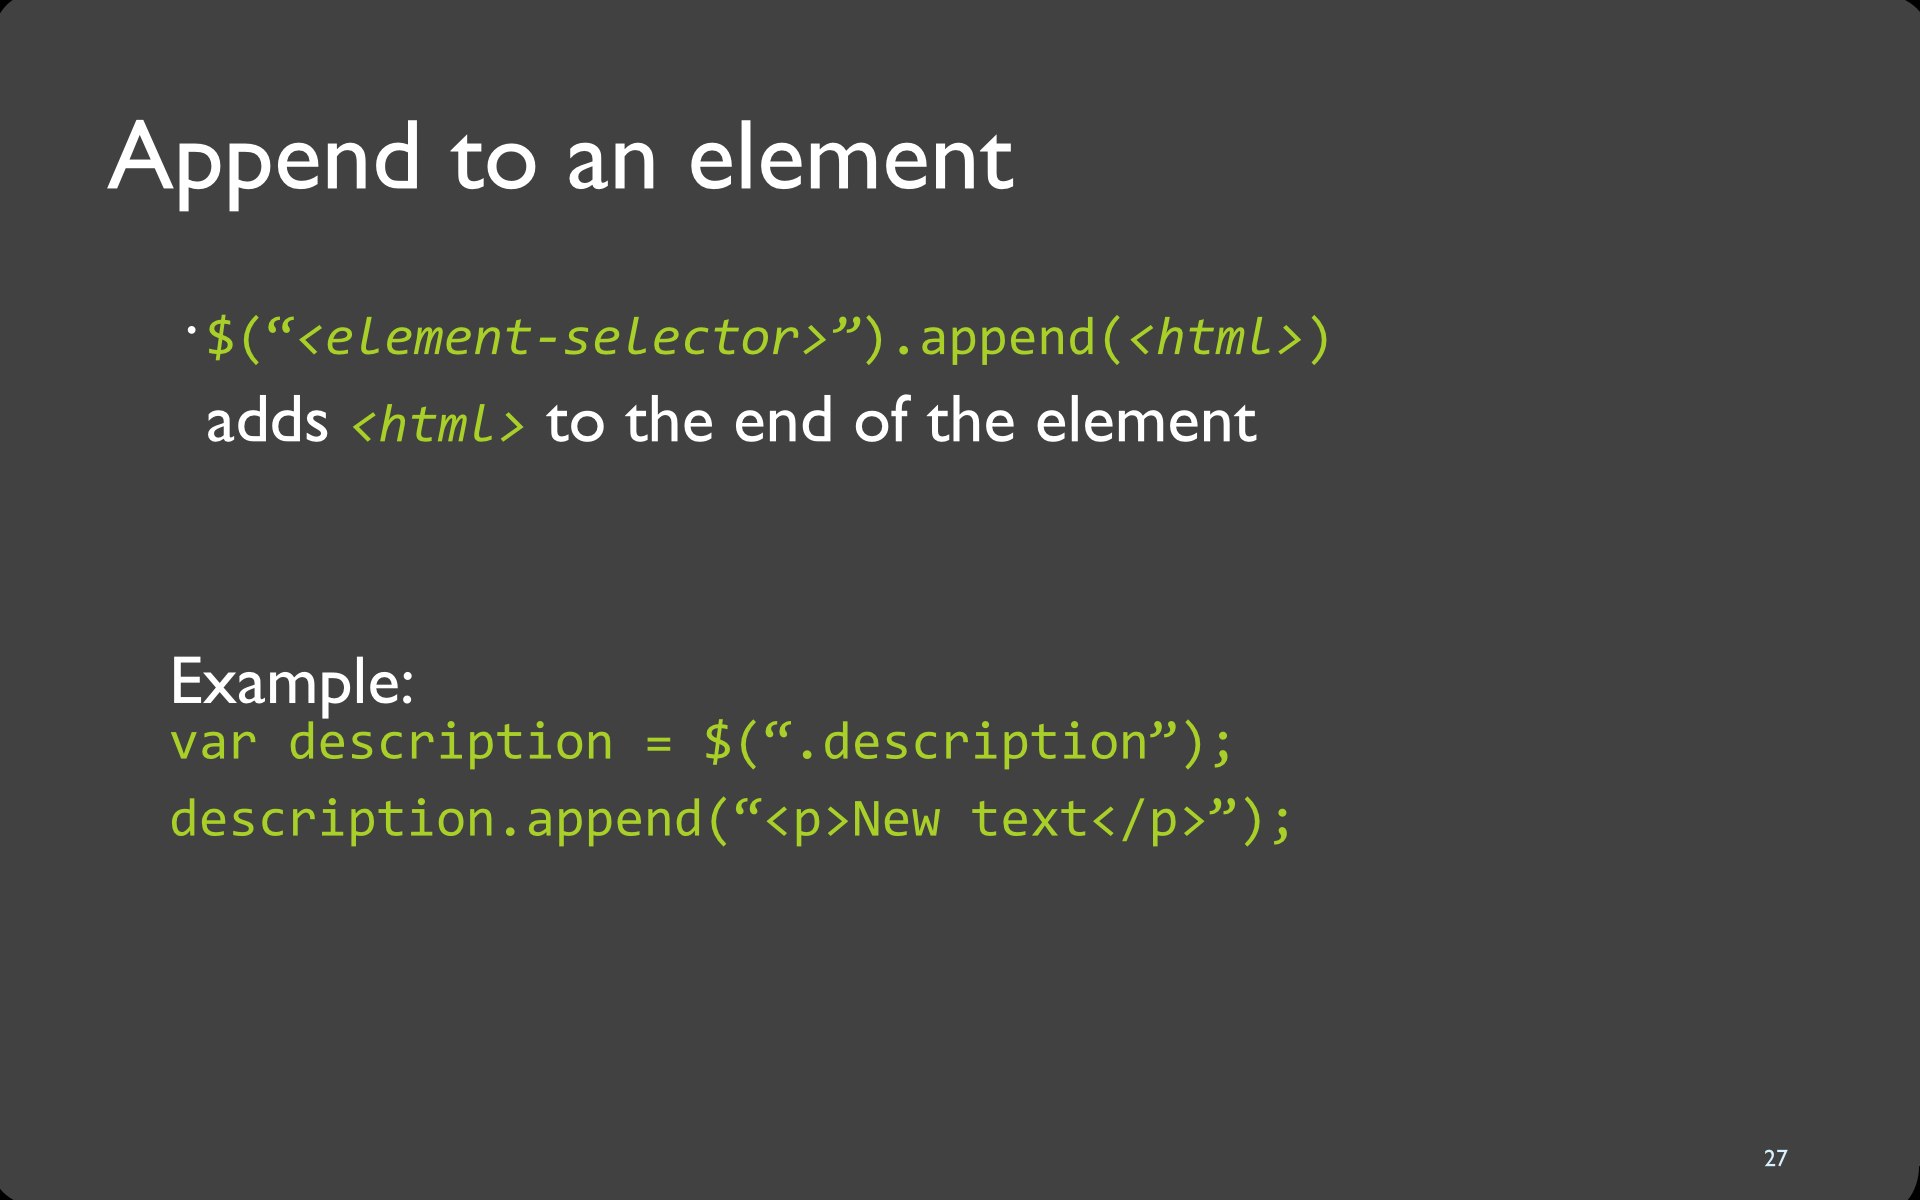 Append to an element
·$(“<element-selector>”).append(<html>)
adds <html> to the end of the element
Example:
var description = $(“.description”);
description.append(“<p>New text</p>”);
27